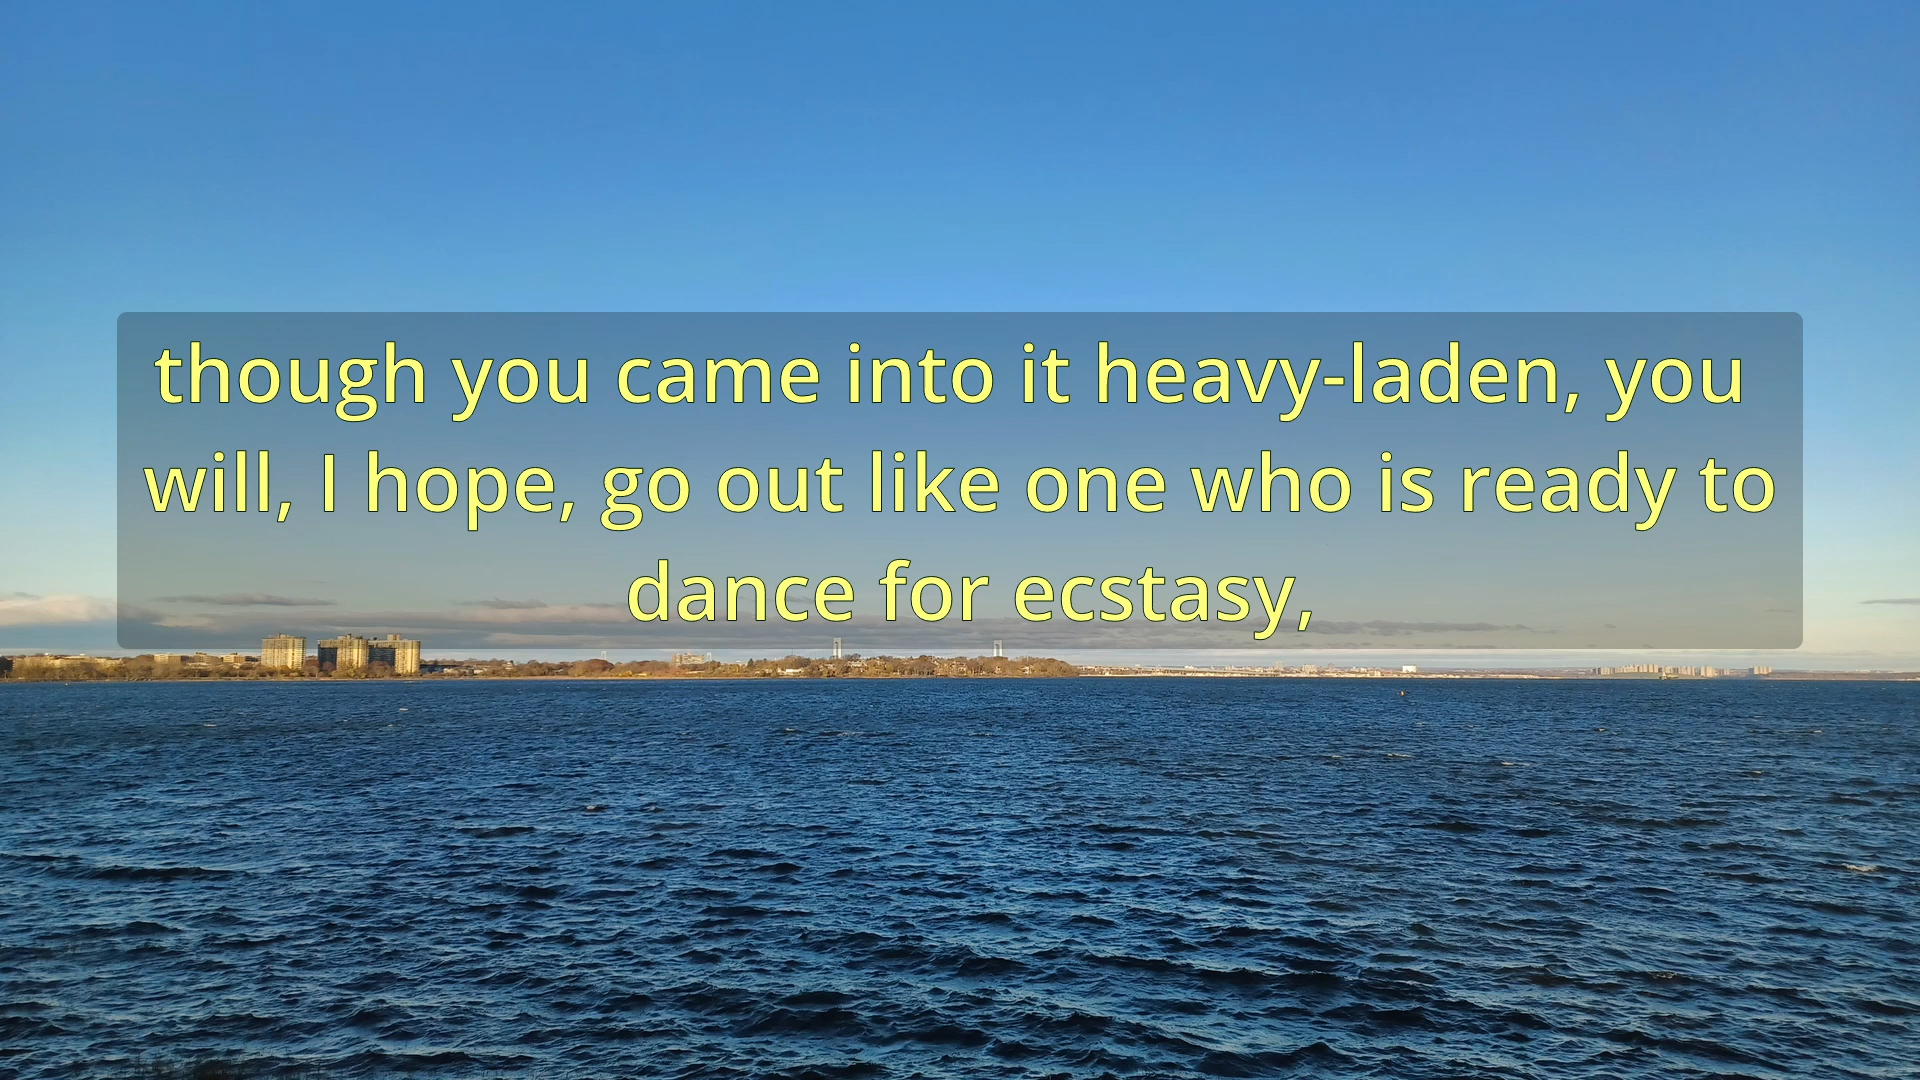 though you came into it heavy-laden, you
will, I hope, go out like one who is ready to
dance for ecstasy,